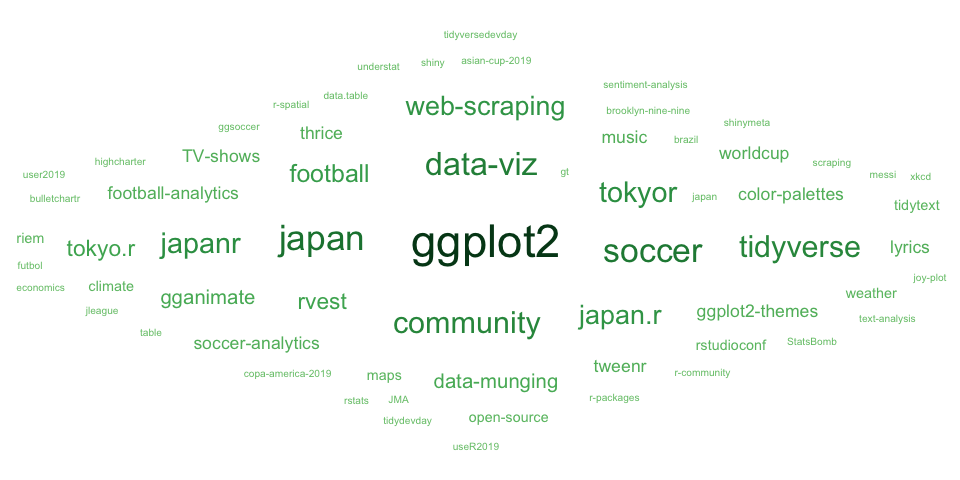 tidyversedevday
understat
shiny
asian-cup-2019
sentiment-analysis
r-spatial
data.table
web-scraping
brooklyn-nine-nine
ggsoccer
thrice
music
brazil
shinymeta
highcharter
TV-shows
data-viz
worldcup
scraping
user2019
football
gt
messi
xkcd
bulletchartr
football-analytics
tokyor
japan
color-palettes
tidytext
riem
tokyo.r
japanr
japan
ggplot2
soccer
tidyverse
lyrics
futbol
joy-plot
economics
climate
gganimate
rvest
weather
jleague
community
japan.r
ggplot2-themes
text-analysis
table
soccer-analytics
rstudioconf
StatsBomb
copa-america-2019
maps
data-munging
tweenr
r-community
rstats
JMA
r-packages
tidydevday
open-source
useR2019